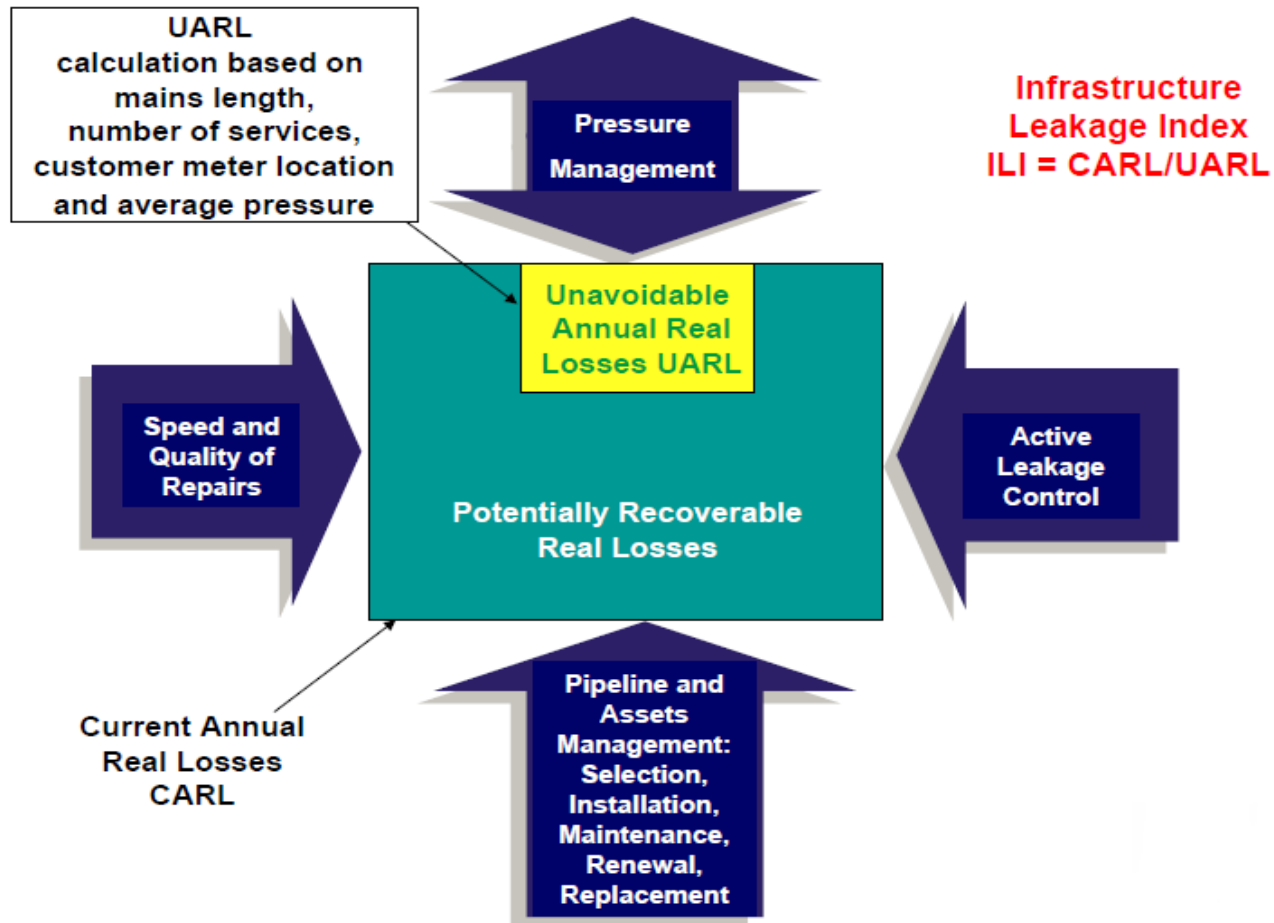 UARL
calculation based on
mains length,
number of services,
customer meter location
and average pressure
Pressure
Management
Infrastructure
Leakage Index
ILI = CARL/UARL
Unavoidable
Annual Real
Losses UARL
Speed and
Quality of
Repairs
Active
Leakage
Control
Potentially Recoverable
Real Losses
Current Annual
Real Losses
CARL
Pipeline and
Assets
Management:
Selection,
Installation,
Maintenance,
Renewal,
Replacement